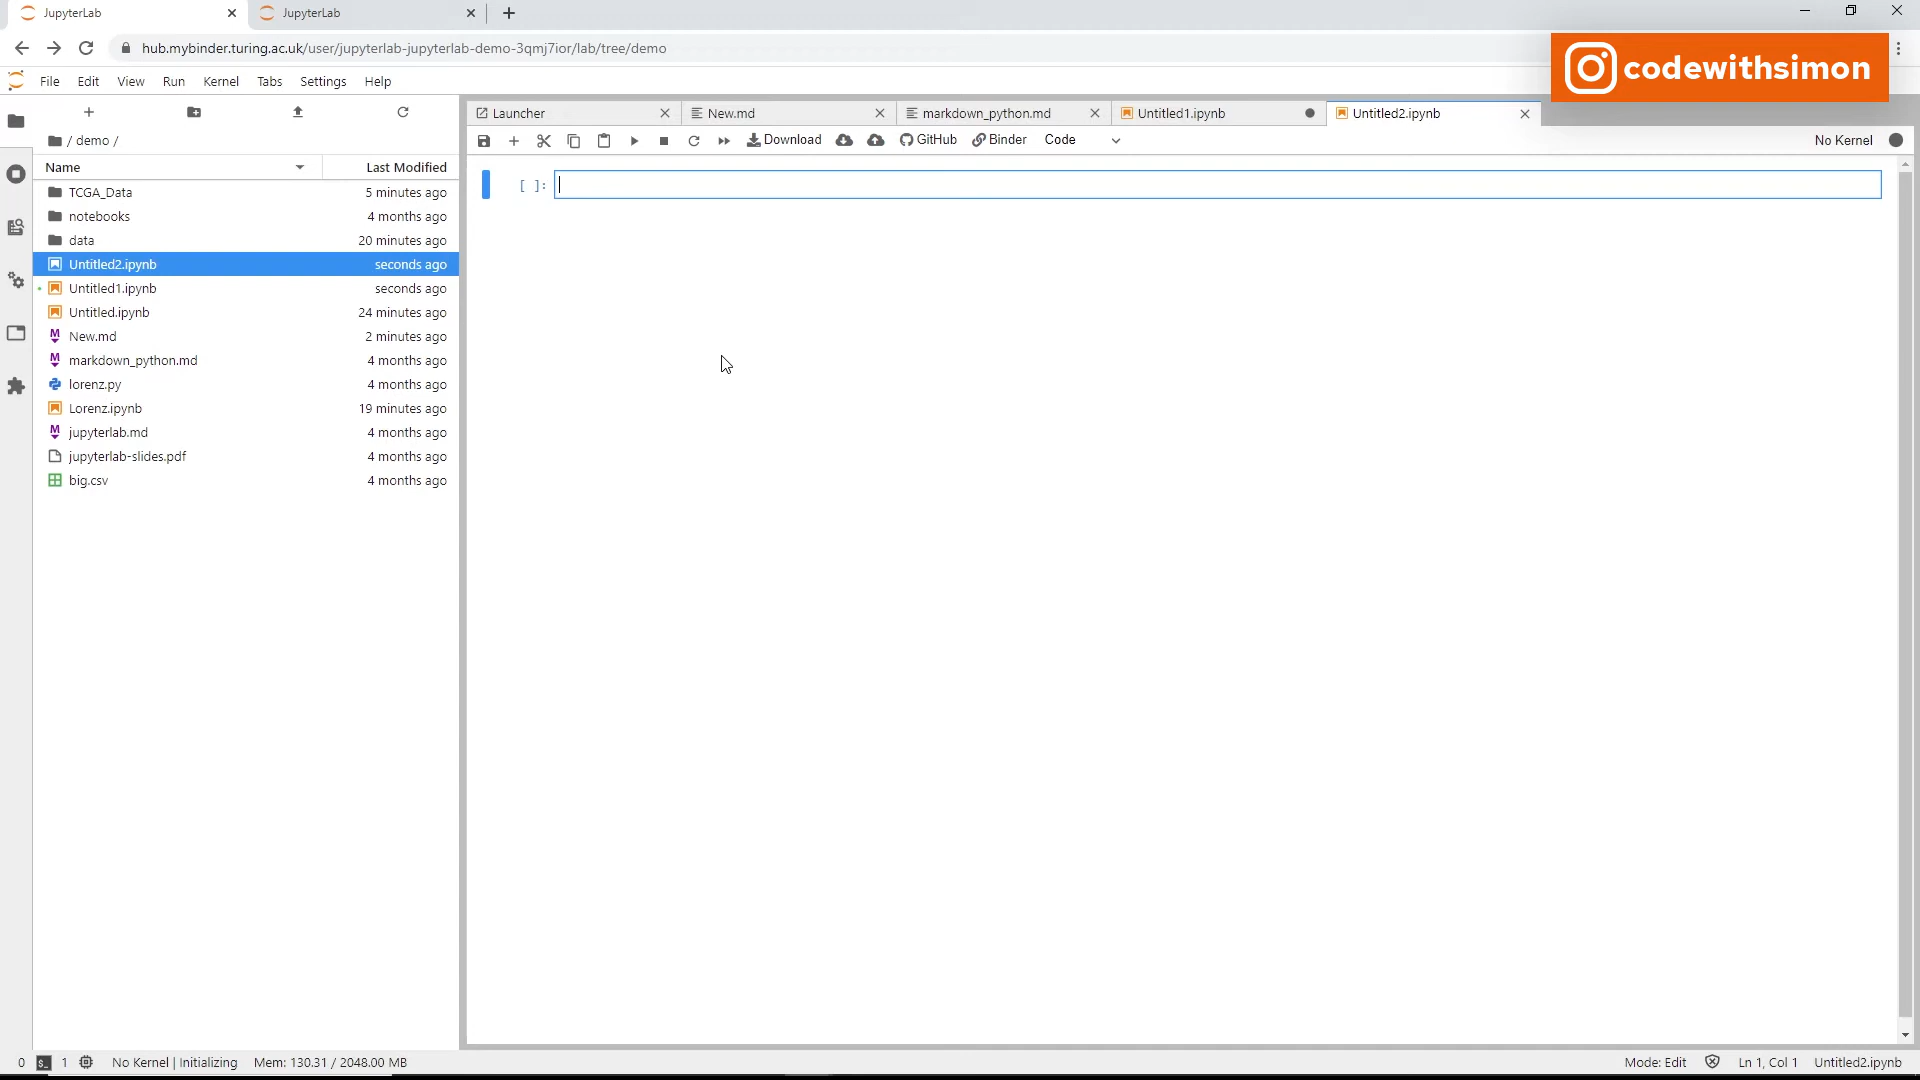 JupyterLab
JupyterLab
hub.mybinder.turing.ac.uk/user/jupyterlab-jupyterlab-demo-3qmj7ior/lab/tree/demo
codewithsimon
File Edit View Run Kernel Tabs Settings Help
Launcher
New.md
markdown_python.md
Untitled1.ipynb
Untitled2.ipynb
/ demo /
Download
GitHub
Binder
Code
No Kernel
Name Last Modified
TCGA_Data 5 minutes ago
notebooks 4 months ago
data 20 minutes ago
Untitled2.ipynb seconds ago
Untitled1.ipynb seconds ago
Untitled.ipynb 24 minutes ago
New.md 2 minutes ago
markdown_python.md 4 months ago
lorenz.py 4 months ago
Lorenz.ipynb 19 minutes ago
jupyterlab.md 4 months ago
jupyterlab-slides.pdf 4 months ago
big.csv 4 months ago
[ ]:
0 $_ 1 No Kernel | Initializing Mem: 130.31 / 2048.00 MB
Mode: Edit Ln 1, Col 1 Untitled2.ipynb